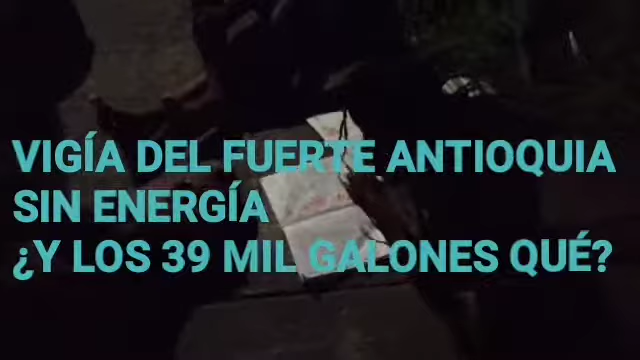 VIGÍA DEL FUERTE ANTIOQUIA
SIN ENERGÍA
¿Y LOS 39 MIL GALONES QUÉ?